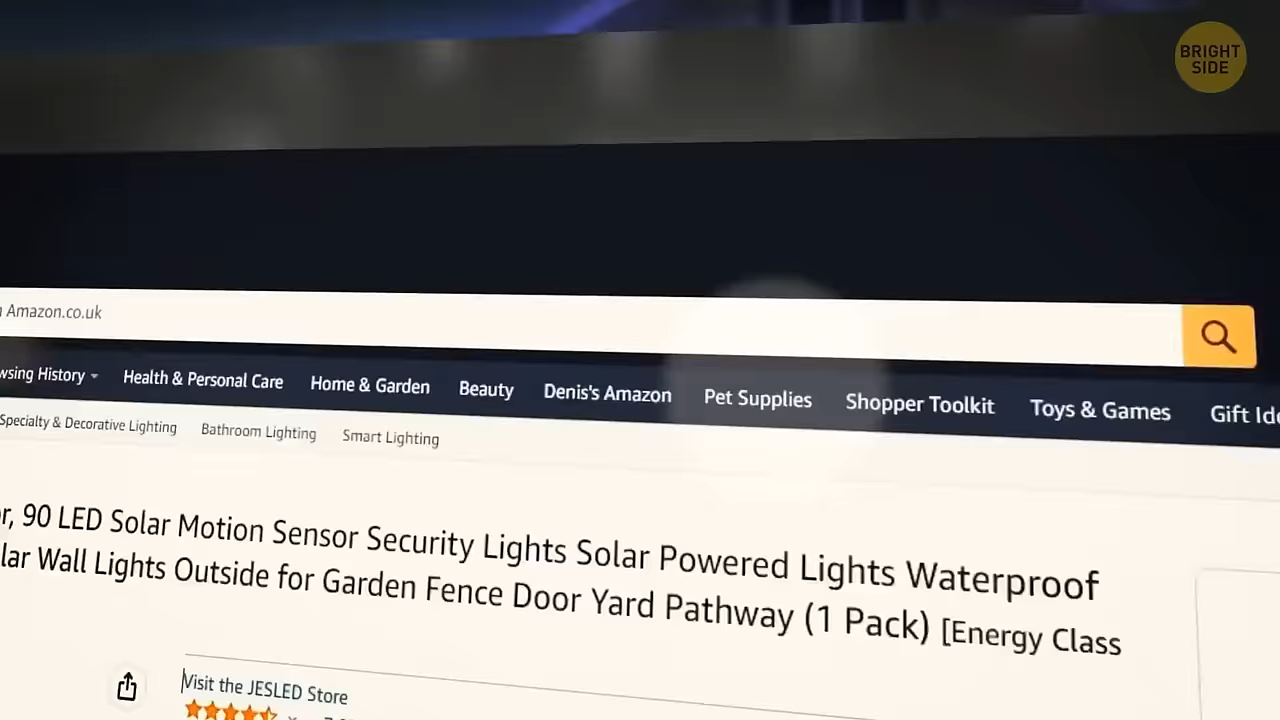 BRIGHT
SIDE
Amazon.co.uk
wsing History
Health & Personal Care
Home & Garden
Beauty
Denis's Amazon
Pet Supplies
Shopper Toolkit
Toys & Games
Gift Ide
Specialty & Decorative Lighting
Bathroom Lighting
Smart Lighting
r, 90 LED Solar Motion Sensor Security Lights Solar Powered Lights Waterproof
lar Wall Lights Outside for Garden Fence Door Yard Pathway (1 Pack) [Energy Class
Visit the JESLED Store